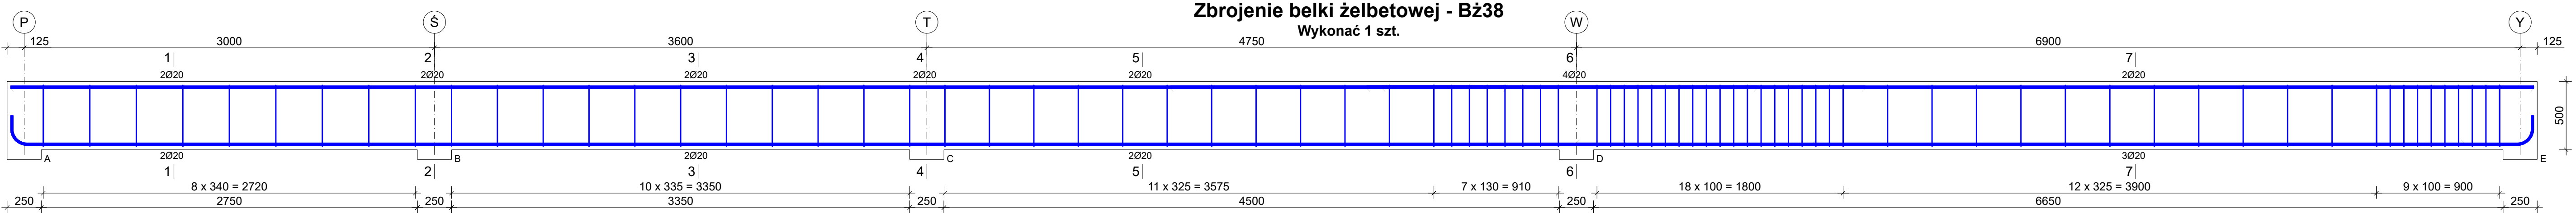 Zbrojenie belki żelbetowej - Bż38
Wykonać 1 szt.
P Ś T W Y
125 3000 3600 4750 6900 125
1 2 3 4 5 6 7
2Ø20 2Ø20 2Ø20 2Ø20 2Ø20 4Ø20 2Ø20
500
2Ø20 2Ø20 2Ø20 3Ø20
A B C D E
1 2 3 4 5 6 7
8 x 340 = 2720 10 x 335 = 3350 11 x 325 = 3575 7 x 130 = 910 18 x 100 = 1800 12 x 325 = 3900 9 x 100 = 900
250 2750 250 3350 250 4500 250 6650 250